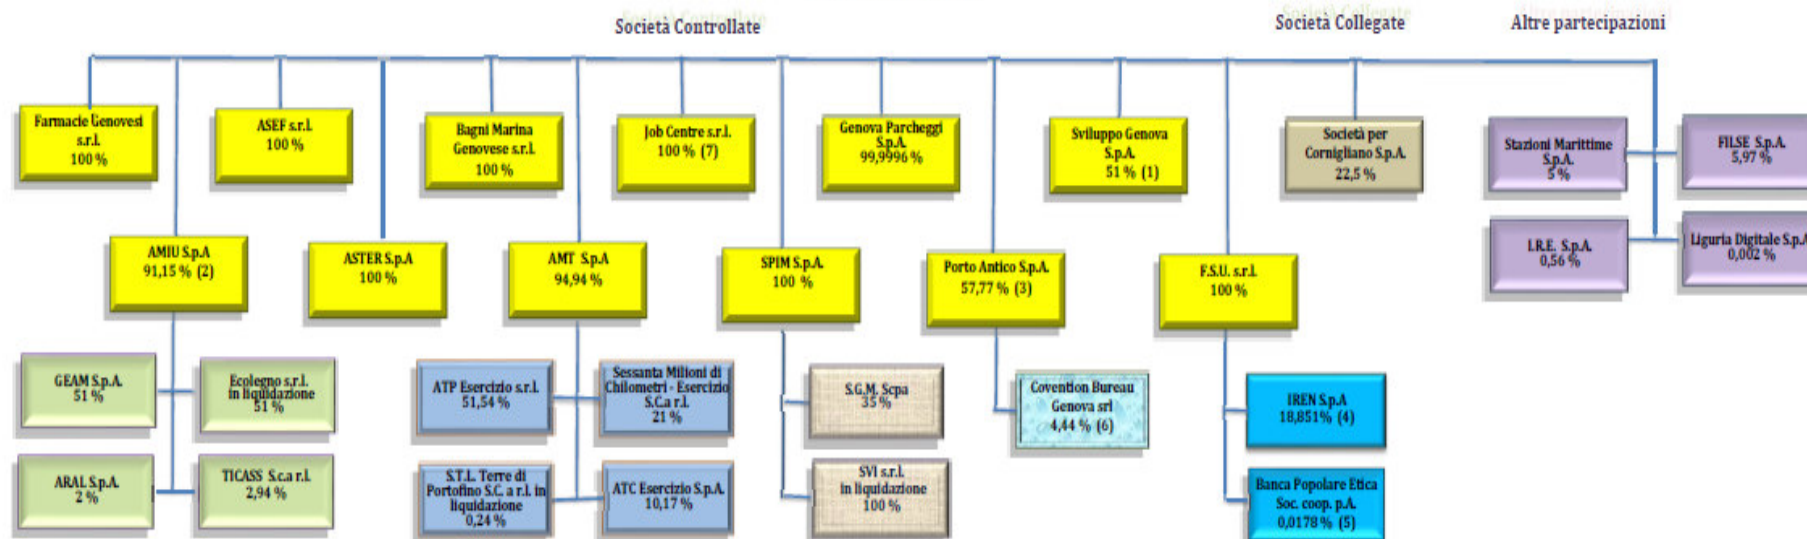 Società Controllate
Società Collegate
Altre partecipazioni
Farmacie Genovesi
s.r.l.
100 %
ASEF s.r.l.
100 %
Bagni Marina
Genovese s.r.l.
100 %
Job Centre s.r.l.
100 % (7)
Genova Parcheggi
S.p.A.
99,9996 %
Sviluppo Genova
S.p.A.
51 % (1)
Società per
Cornigliano S.p.A.
22,5 %
Stazioni Marittime
S.p.A.
5 %
FILSE S.p.A.
5,97 %
AMIU S.p.A
91,15 % (2)
ASTER S.p.A
100 %
AMT S.p.A
94,94 %
SPIM S.p.A.
100 %
Porto Antico S.p.A.
57,77 % (3)
F.S.U. s.r.l.
100 %
I.R.E. S.p.A.
0,56 %
Liguria Digitale S.p.A
0,002 %
GEAM S.p.A.
51 %
Ecolegno s.r.l.
in liquidazione
51 %
ATP Esercizio s.r.l.
51,54 %
Sessanta Milioni di
Chilometri - Esercizio
S.C.a r.l.
21 %
S.G.M. Scpa
35 %
Covention Bureau
Genova srl
4,44 % (6)
IREN S.p.A
18,851% (4)
ARAL S.p.A.
2 %
TICASS S.c.a r.l.
2,94 %
S.T.L. Terre di
Portofino S.C. a r.l. in
liquidazione
0,24 %
ATC Esercizio S.p.A.
10,17 %
SVI s.r.l.
in liquidazione
100 %
Banca Popolare Etica
Soc. coop. p.A.
0,0178 % (5)